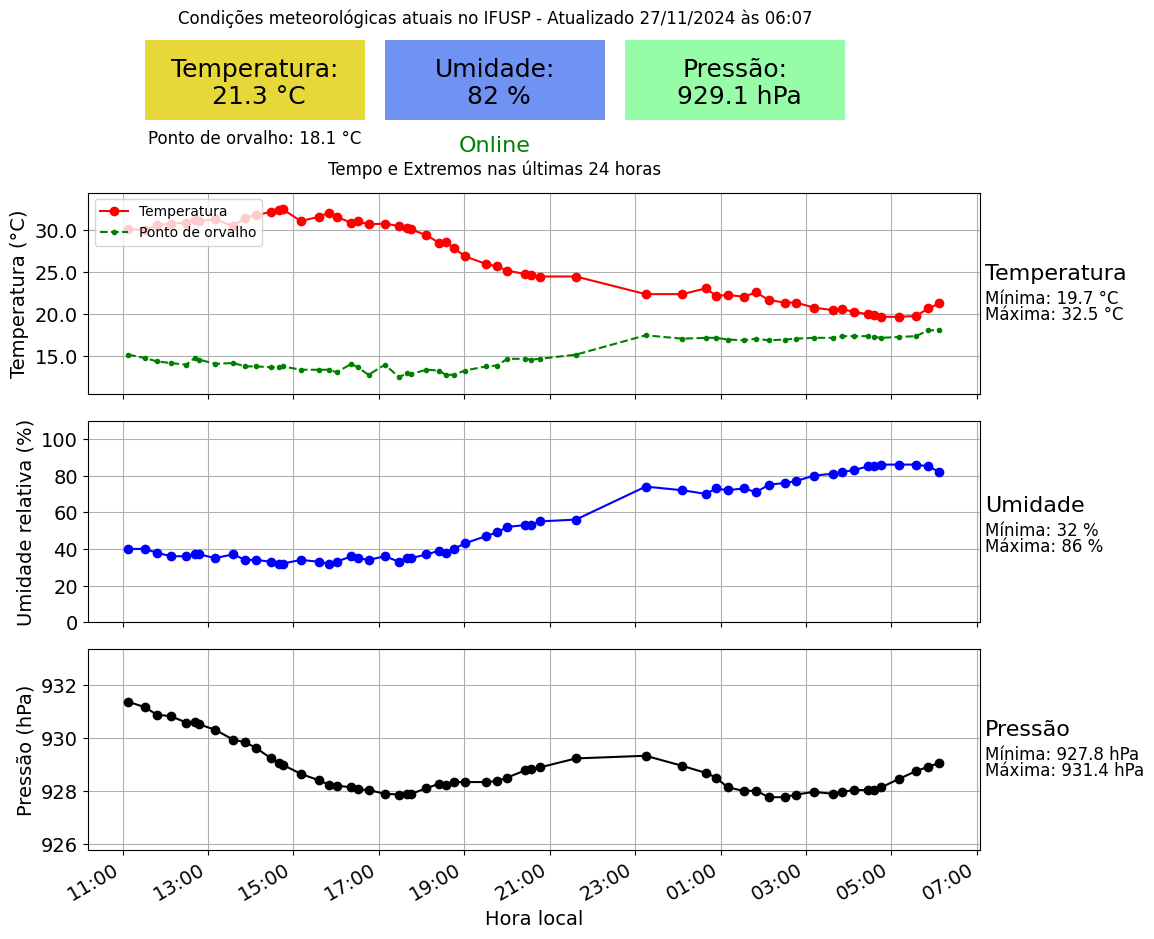 Condições meteorológicas atuais no IFUSP - Atualizado 27/11/2024 às 06:07
Temperatura:
21.3 °C
Umidade:
82 %
Pressão:
929.1 hPa
Ponto de orvalho: 18.1 °C
Online
Tempo e Extremos nas últimas 24 horas
Temperatura (°C)
30.0
25.0
20.0
15.0
Temperatura
Ponto de orvalho
Temperatura
Mínima: 19.7 °C
Máxima: 32.5 °C
Umidade relativa (%)
100
80
60
40
20
0
Umidade
Mínima: 32 %
Máxima: 86 %
Pressão (hPa)
932
930
928
926
Pressão
Mínima: 927.8 hPa
Máxima: 931.4 hPa
11:00 13:00 15:00 17:00 19:00 21:00 23:00 01:00 03:00 05:00 07:00
Hora local